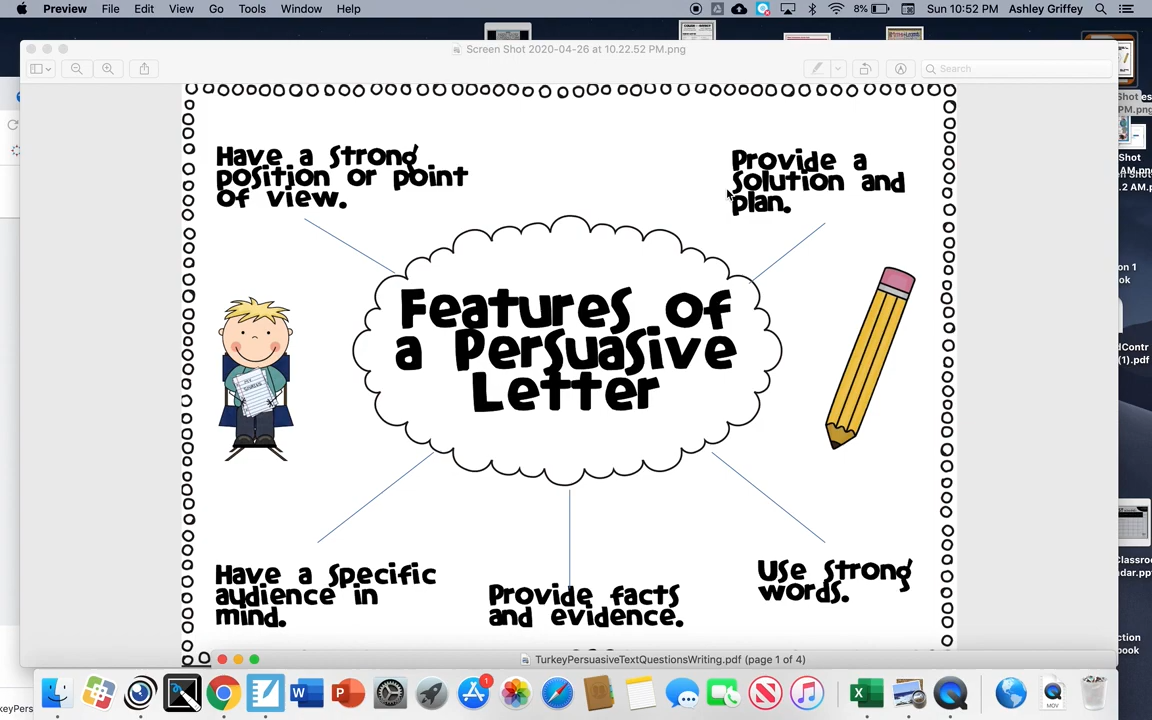 Preview File Edit View Go Tools Window Help 8% Sun 10:52 PM Ashley Griffey
Screen Shot 2020-04-26 at 10.22.52 PM.png
Search
Have a strong
position or point
of view.
Provide a
solution and
plan.
Features of
a Persuasive
Letter
Have a specific
audience in
mind.
Provide facts
and evidence.
Use strong
words.
TurkeyPersuasiveTextQuestionsWriting.pdf (page 1 of 4)